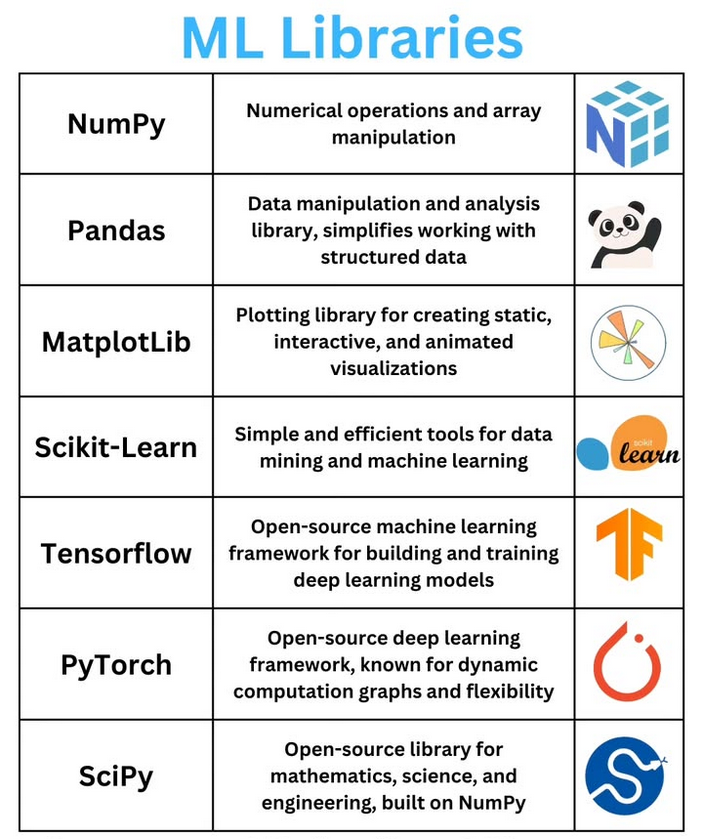 ML Libraries
NumPy
Numerical operations and array
manipulation
N
Pandas
Data manipulation and analysis
library, simplifies working with
structured data
MatplotLib
Plotting library for creating static,
interactive, and animated
visualizations
Scikit-Learn
Simple and efficient tools for data
mining and machine learning
scikit
learn
Tensorflow
Open-source machine learning
framework for building and training
deep learning models
PyTorch
Open-source deep learning
framework, known for dynamic
computation graphs and flexibility
SciPy
Open-source library for
mathematics, science, and
engineering, built on NumPy